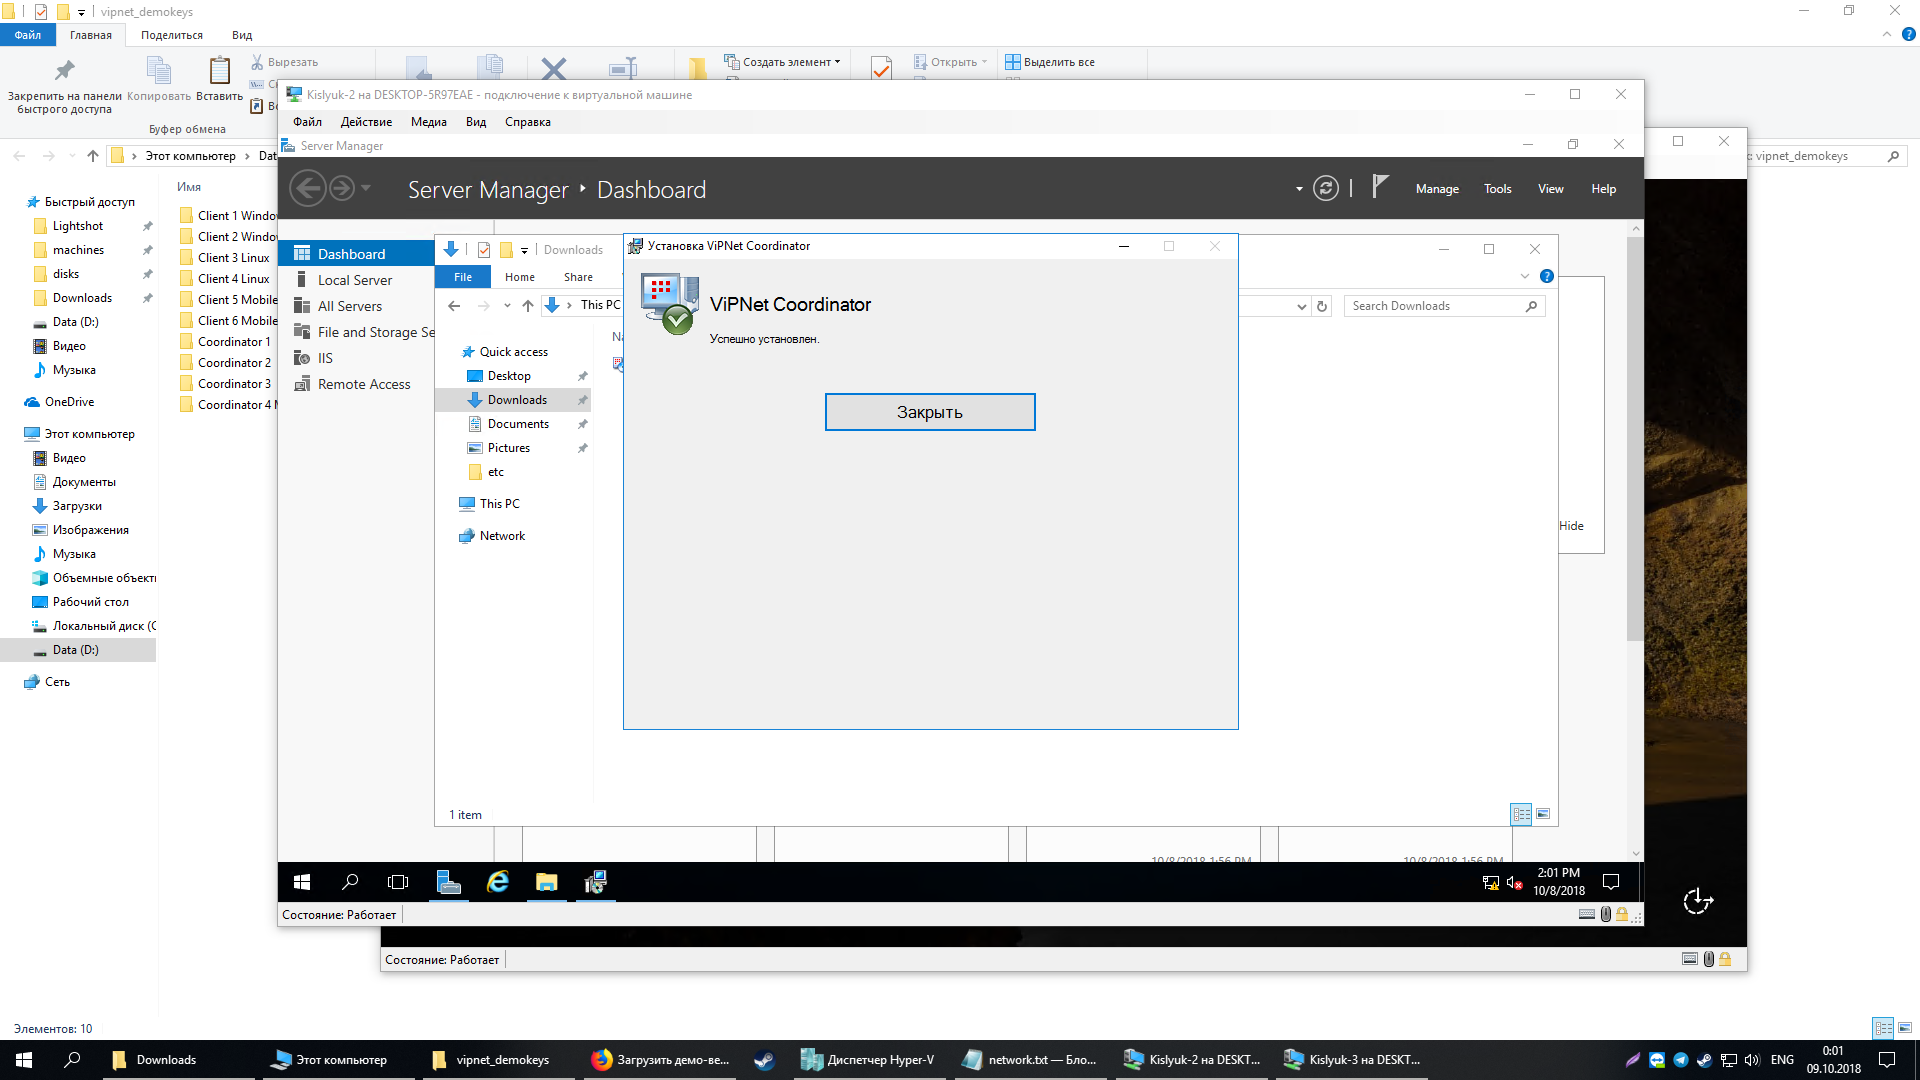 vipnet_demokeys
Файл
Главная
Поделиться
Вид
Закрепить на панели быстрого доступа
Копировать
Вставить
Вырезать
Буфер обмена
Создать элемент
Открыть
Выделить все
Этот компьютер
vipnet_demokeys
Имя
Быстрый доступ
Lightshot
machines
disks
Downloads
Data (D:)
Видео
Музыка
OneDrive
Этот компьютер
Видео
Документы
Загрузки
Изображения
Музыка
Объемные объекты
Рабочий стол
Локальный диск (C
Data (D:)
Сеть
Client 1 Windo
Client 2 Windo
Client 3 Linux
Client 4 Linux
Client 5 Mobile
Client 6 Mobile
Coordinator 1
Coordinator 2
Coordinator 3
Coordinator 4
Элементов: 10
Kislyuk-2 на DESKTOP-5R97EAE - подключение к виртуальной машине
Файл
Действие
Медиа
Вид
Справка
Server Manager
Server Manager
Dashboard
Manage
Tools
View
Help
Dashboard
Local Server
All Servers
File and Storage Se
IIS
Remote Access
Downloads
File
Home
Share
This PC
Search Downloads
Quick access
Desktop
Downloads
Documents
Pictures
etc
This PC
Network
1 item
Установка ViPNet Coordinator
ViPNet Coordinator
Успешно установлен.
Закрыть
Hide
10/8/2018 1:56 PM
10/8/2018 1:56 PM
2:01 PM
10/8/2018
Состояние: Работает
Состояние: Работает
Downloads
Этот компьютер
vipnet_demokeys
Загрузить демо-ве...
Диспетчер Hyper-V
network.txt — Бло...
Kislyuk-2 на DESKT...
Kislyuk-3 на DESKT...
ENG
0:01
09.10.2018